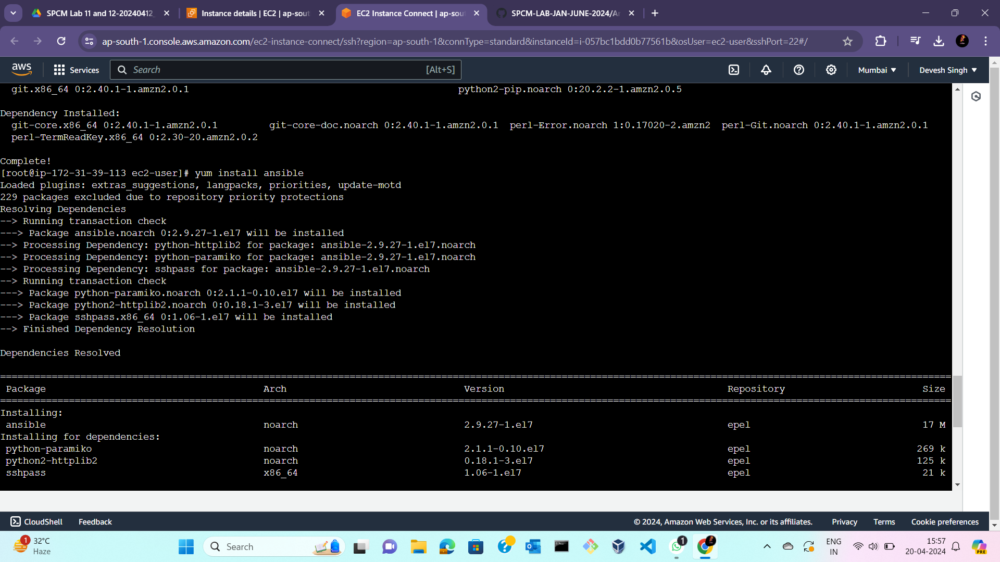 SPCM Lab 11 and 12-20240412_
Instance details | EC2 | ap-sout
EC2 Instance Connect | ap-sou
SPCM-LAB-JAN-JUNE-2024/A
ap-south-1.console.aws.amazon.com/ec2-instance-connect/ssh?region=ap-south-1&connType=standard&instanceId=i-057bc1bdd0b77561b&osUser=ec2-user&sshPort=22#/
aws Services Search [Alt+S] Mumbai Devesh Singh
git.x86_64 0:2.40.1-1.amzn2.0.1 python2-pip.noarch 0:20.2.2-1.amzn2.0.5
Dependency Installed:
git-core.x86_64 0:2.40.1-1.amzn2.0.1 git-core-doc.noarch 0:2.40.1-1.amzn2.0.1 perl-Error.noarch 1:0.17020-2.amzn2 perl-Git.noarch 0:2.40.1-1.amzn2.0.1
perl-TermReadKey.x86_64 0:2.30-20.amzn2.0.2
Complete!
[root@ip-172-31-39-113 ec2-user]# yum install ansible
Loaded plugins: extras_suggestions, langpacks, priorities, update-motd
229 packages excluded due to repository priority protections
Resolving Dependencies
--> Running transaction check
---> Package ansible.noarch 0:2.9.27-1.el7 will be installed
--> Processing Dependency: python-httplib2 for package: ansible-2.9.27-1.el7.noarch
--> Processing Dependency: python-paramiko for package: ansible-2.9.27-1.el7.noarch
--> Processing Dependency: sshpass for package: ansible-2.9.27-1.el7.noarch
--> Running transaction check
---> Package python-paramiko.noarch 0:2.1.1-0.10.el7 will be installed
---> Package python2-httplib2.noarch 0:0.18.1-3.el7 will be installed
---> Package sshpass.x86_64 0:1.06-1.el7 will be installed
--> Finished Dependency Resolution
Dependencies Resolved
Package Arch Version Repository Size
Installing:
ansible noarch 2.9.27-1.el7 epel 17 M
Installing for dependencies:
python-paramiko noarch 2.1.1-0.10.el7 epel 269 k
python2-httplib2 noarch 0.18.1-3.el7 epel 125 k
sshpass x86_64 1.06-1.el7 epel 21 k
CloudShell Feedback © 2024, Amazon Web Services, Inc. or its affiliates. Privacy Terms Cookie preferences
1 32°C
Haze
Search
1
ENG
IN
15:57
20-04-2024
PRE